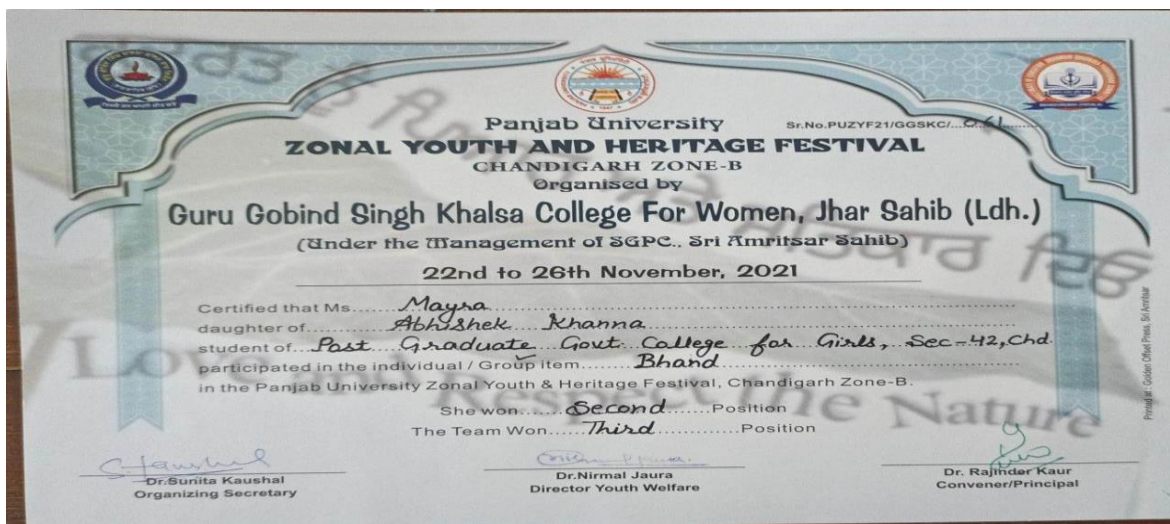 Panjab University
Sr.No.PUZYF21/GGSKC/...061......
ZONAL YOUTH AND HERITAGE FESTIVAL
CHANDIGARH ZONE-B
Organised by
Guru Gobind Singh Khalsa College For Women, Jhar Sahib (Ldh.)
(Under the Management of SGPC., Sri Amritsar Sahib)
22nd to 26th November, 2021
Certified that Ms......Mayra
daughter of............Abhishek Khanna
student of...Post Graduate Govt. College for Girls, Sec-42, Chd.
participated in the individual / Group item........Bhand
in the Panjab University Zonal Youth & Heritage Festival, Chandigarh Zone-B.
She won.......Second.......Position
The Team Won......Third.............Position
Love and Respect the Nature
Dr.Sunita Kaushal
Organizing Secretary
Dr.Nirmal Jaura
Director Youth Welfare
Dr. Rajinder Kaur
Convener/Principal
Printed at : Golden Offset Press, Sri Amritsar